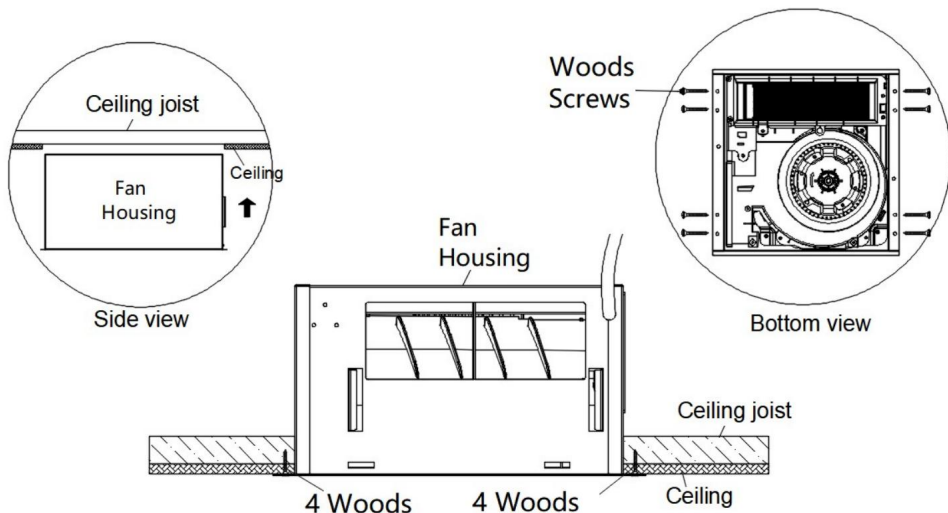 Ceiling joist
Ceiling
Fan
Housing
Side view
Woods
Screws
Bottom view
Fan
Housing
Ceiling joist
Ceiling
4 Woods
4 Woods